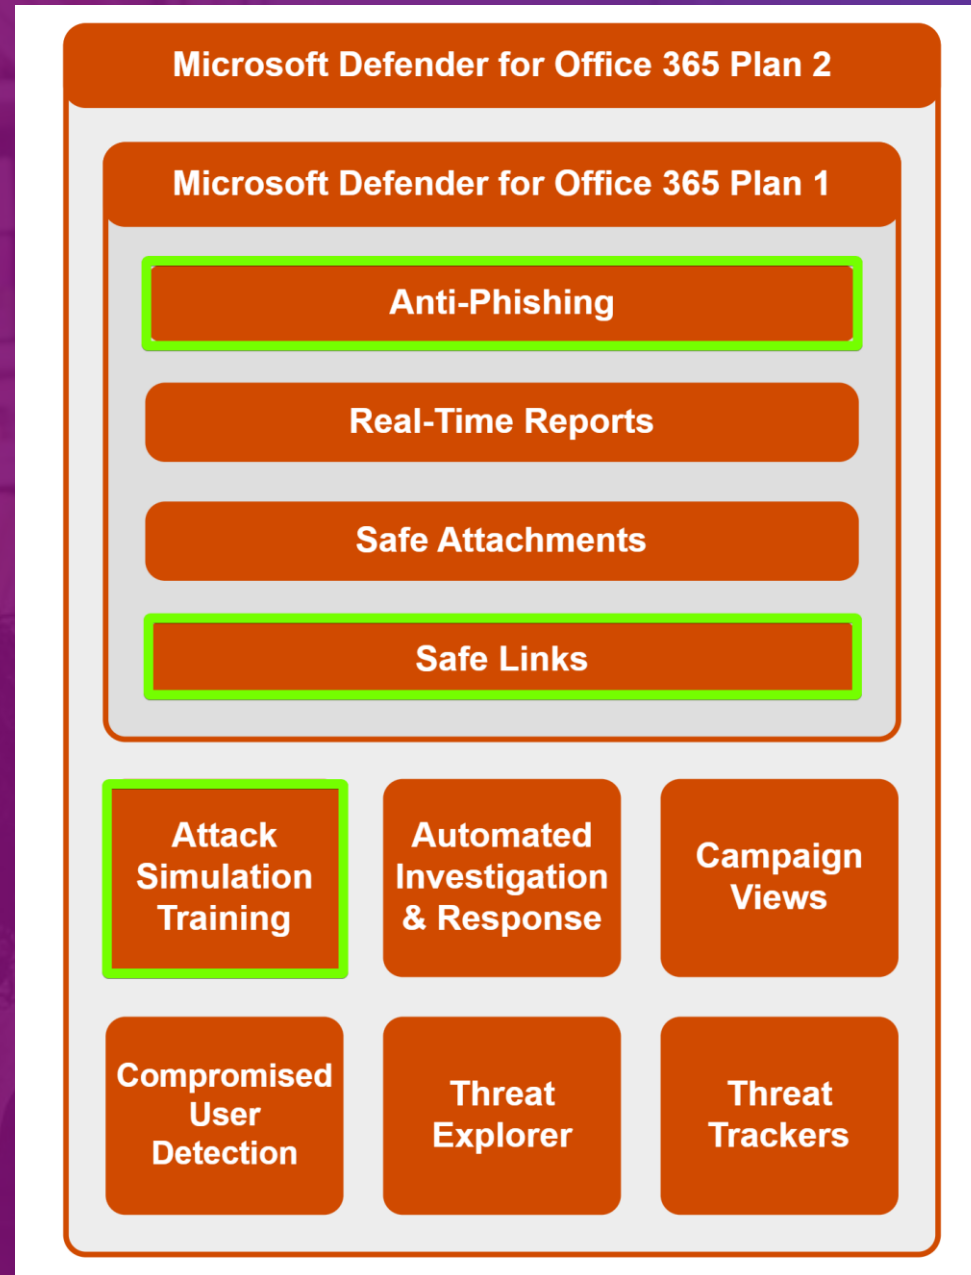 Microsoft Defender for Office 365 Plan 2
Microsoft Defender for Office 365 Plan 1
Anti-Phishing
Real-Time Reports
Safe Attachments
Safe Links
Attack
Simulation
Training
Automated
Investigation
& Response
Campaign
Views
Compromised
User
Detection
Threat
Explorer
Threat
Trackers